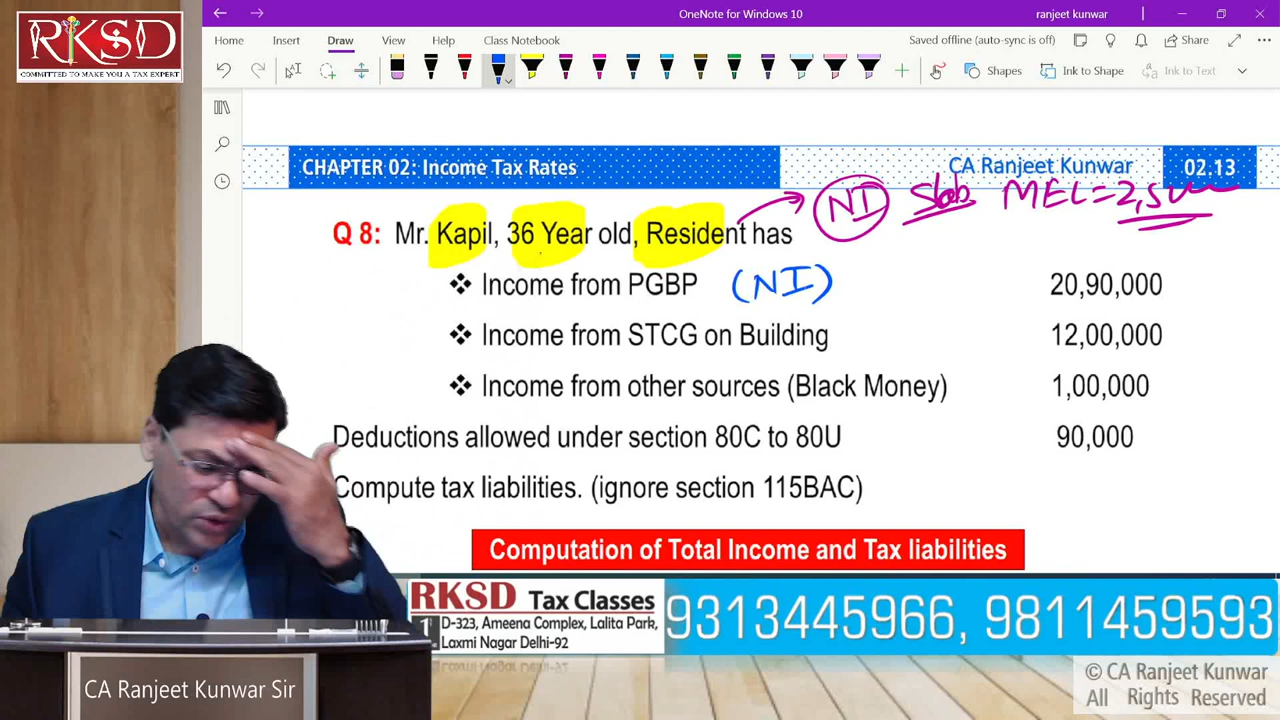 RKSD
COMMITTED TO MAKE YOU A TAX EXPERT
OneNote for Windows 10
ranjeet kunwar
Home Insert Draw View Help Class Notebook
Saved offline (auto-sync is off)
Share
Shapes
Ink to Shape
Ink to Text
CHAPTER 02: Income Tax Rates
CA Ranjeet Kunwar
02.13
NI Slab MEL=
Q 8: Mr. Kapil, 36 Year old, Resident has
❖ Income from PGBP (NI) 20,90,000
❖ Income from STCG on Building 12,00,000
❖ Income from other sources (Black Money) 1,00,000
Deductions allowed under section 80C to 80U 90,000
Compute tax liabilities. (ignore section 115BAC)
Computation of Total Income and Tax liabilities
RKSD Tax Classes
D-323, Ameena Complex, Lalita Park,
Laxmi Nagar Delhi-92
9313445966, 9811459593
CA Ranjeet Kunwar Sir
© CA Ranjeet Kunwar
All Rights Reserved